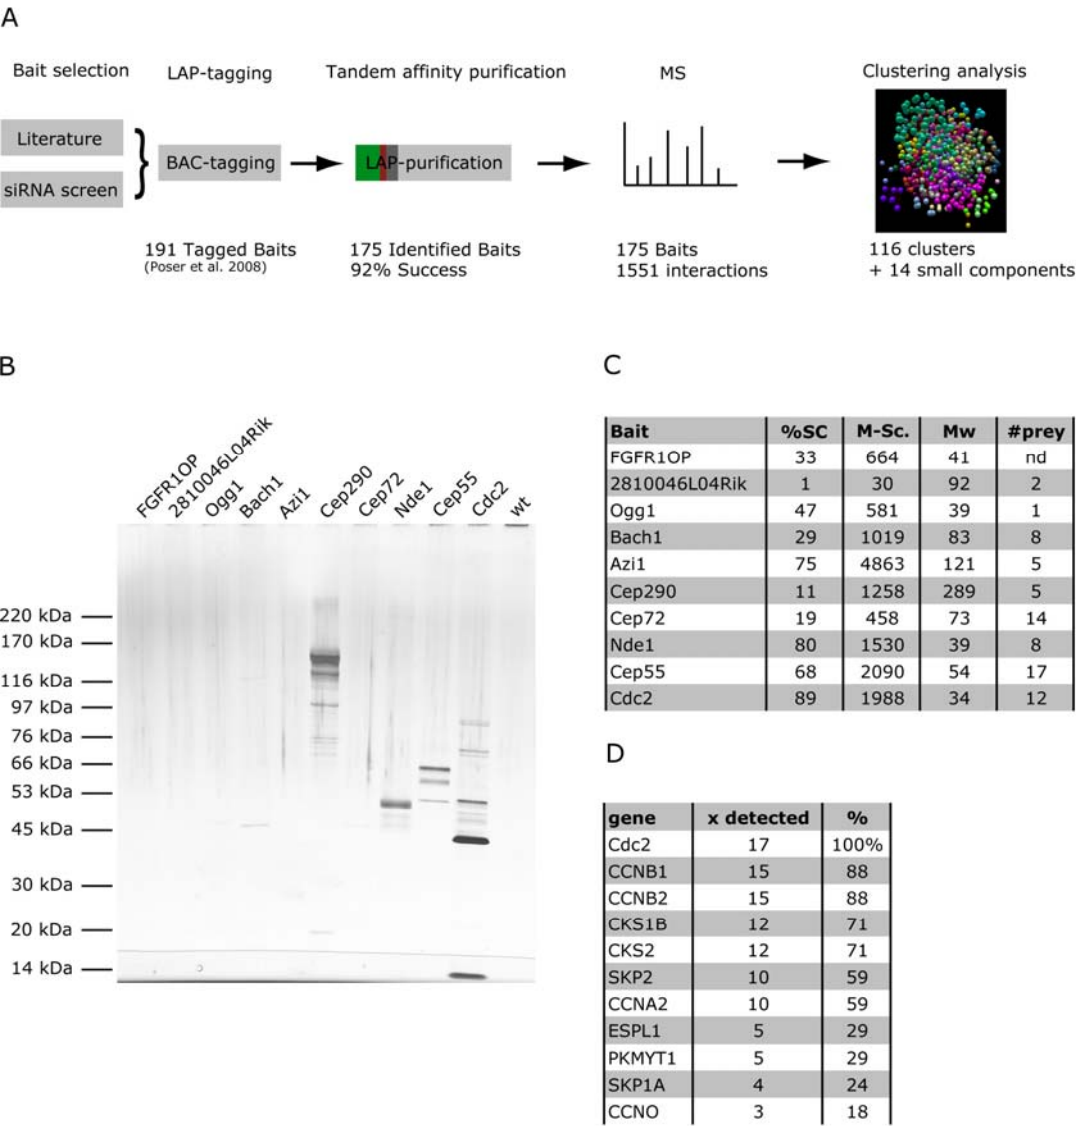 A
Bait selection
LAP-tagging
Tandem affinity purification
MS
Clustering analysis
Literature
siRNA screen
}
BAC-tagging
LAP-purification
191 Tagged Baits
(Poser et al. 2008)
175 Identified Baits
92% Success
175 Baits
1551 interactions
116 clusters
+ 14 small components
B
FGFR1OP
2810046L04Rik
Ogg1
Bach1
Azi1
Cep290
Cep72
Nde1
Cep55
Cdc2
wt
220 kDa
170 kDa
116 kDa
97 kDa
76 kDa
66 kDa
53 kDa
45 kDa
30 kDa
20 kDa
14 kDa
C
Bait %SC M-Sc. Mw #prey
FGFR1OP 33 664 41 nd
2810046L04Rik 1 30 92 2
Ogg1 47 581 39 1
Bach1 29 1019 83 8
Azi1 75 4863 121 5
Cep290 11 1258 289 5
Cep72 19 458 73 14
Nde1 80 1530 39 8
Cep55 68 2090 54 17
Cdc2 89 1988 34 12
D
gene x detected %
Cdc2 17 100%
CCNB1 15 88
CCNB2 15 88
CKS1B 12 71
CKS2 12 71
SKP2 10 59
CCNA2 10 59
ESPL1 5 29
PKMYT1 5 29
SKP1A 4 24
CCNO 3 18